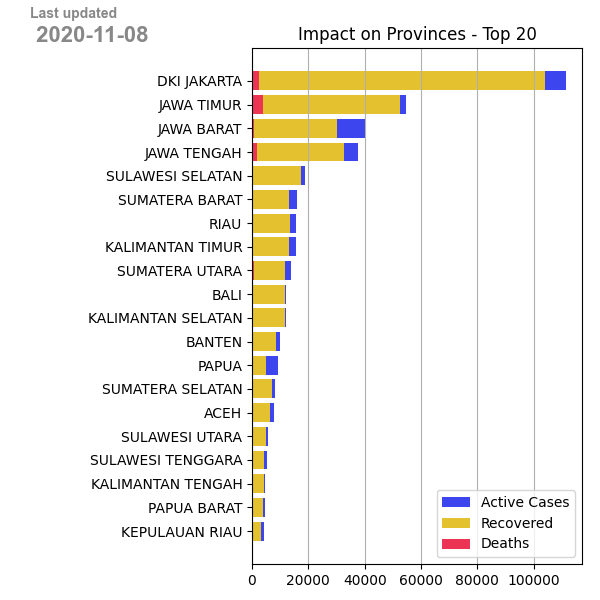 Last updated
2020-11-08
Impact on Provinces - Top 20
DKI JAKARTA
JAWA TIMUR
JAWA BARAT
JAWA TENGAH
SULAWESI SELATAN
SUMATERA BARAT
RIAU
KALIMANTAN TIMUR
SUMATERA UTARA
BALI
KALIMANTAN SELATAN
BANTEN
PAPUA
SUMATERA SELATAN
ACEH
SULAWESI UTARA
SULAWESI TENGGARA
KALIMANTAN TENGAH
PAPUA BARAT
KEPULAUAN RIAU
Active Cases
Recovered
Deaths
0 20000 40000 60000 80000 100000